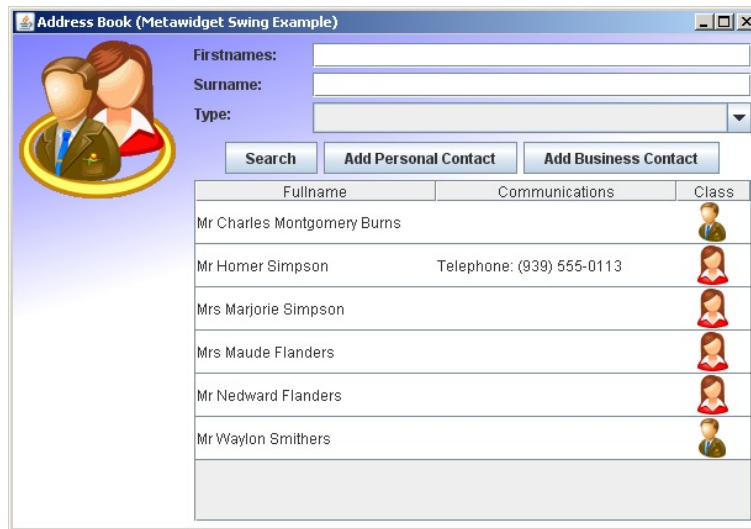 Address Book (Metawidget Swing Example)
Firstnames:
Surname:
Type:
Search Add Personal Contact Add Business Contact
Fullname Communications Class
Mr Charles Montgomery Burns
Mr Homer Simpson Telephone: (939) 555-0113
Mrs Marjorie Simpson
Mrs Maude Flanders
Mr Nedward Flanders
Mr Waylon Smithers